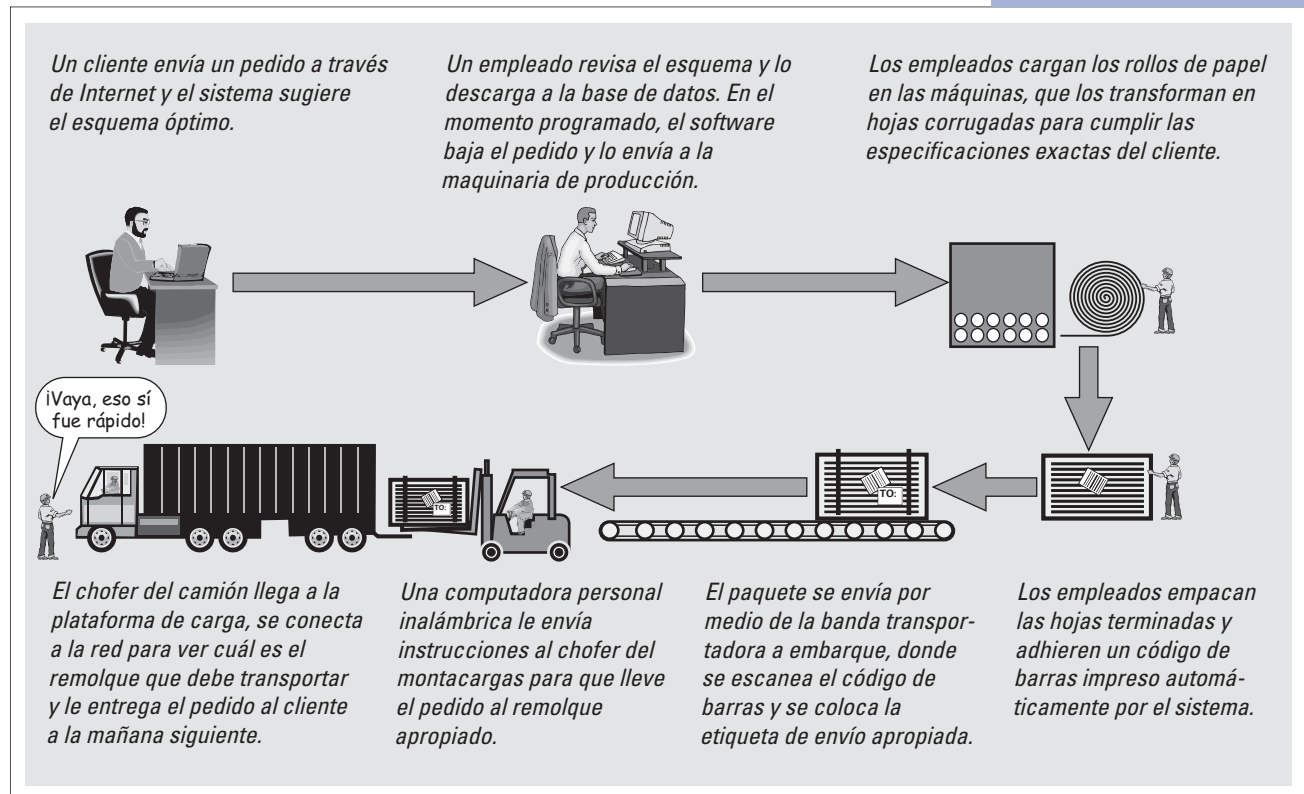 Un cliente envía un pedido a través
de Internet y el sistema sugiere
el esquema óptimo.
Un empleado revisa el esquema y lo
descarga a la base de datos. En el
momento programado, el software
baja el pedido y lo envía a la
maquinaria de producción.
Los empleados cargan los rollos de papel
en las máquinas, que los transforman en
hojas corrugadas para cumplir las
especificaciones exactas del cliente.
¡Vaya, eso sí
fue rápido!
TO:
TO:
El chofer del camión llega a la
plataforma de carga, se conecta
a la red para ver cuál es el
remolque que debe transportar
y le entrega el pedido al cliente
a la mañana siguiente.
Una computadora personal
inalámbrica le envía
instrucciones al chofer del
montacargas para que lleve
el pedido al remolque
apropiado.
El paquete se envía por
medio de la banda transpor-
tadora a embarque, donde
se escanea el código de
barras y se coloca la
etiqueta de envío apropiada.
Los empleados empacan
las hojas terminadas y
adhieren un código de
barras impreso automá-
ticamente por el sistema.